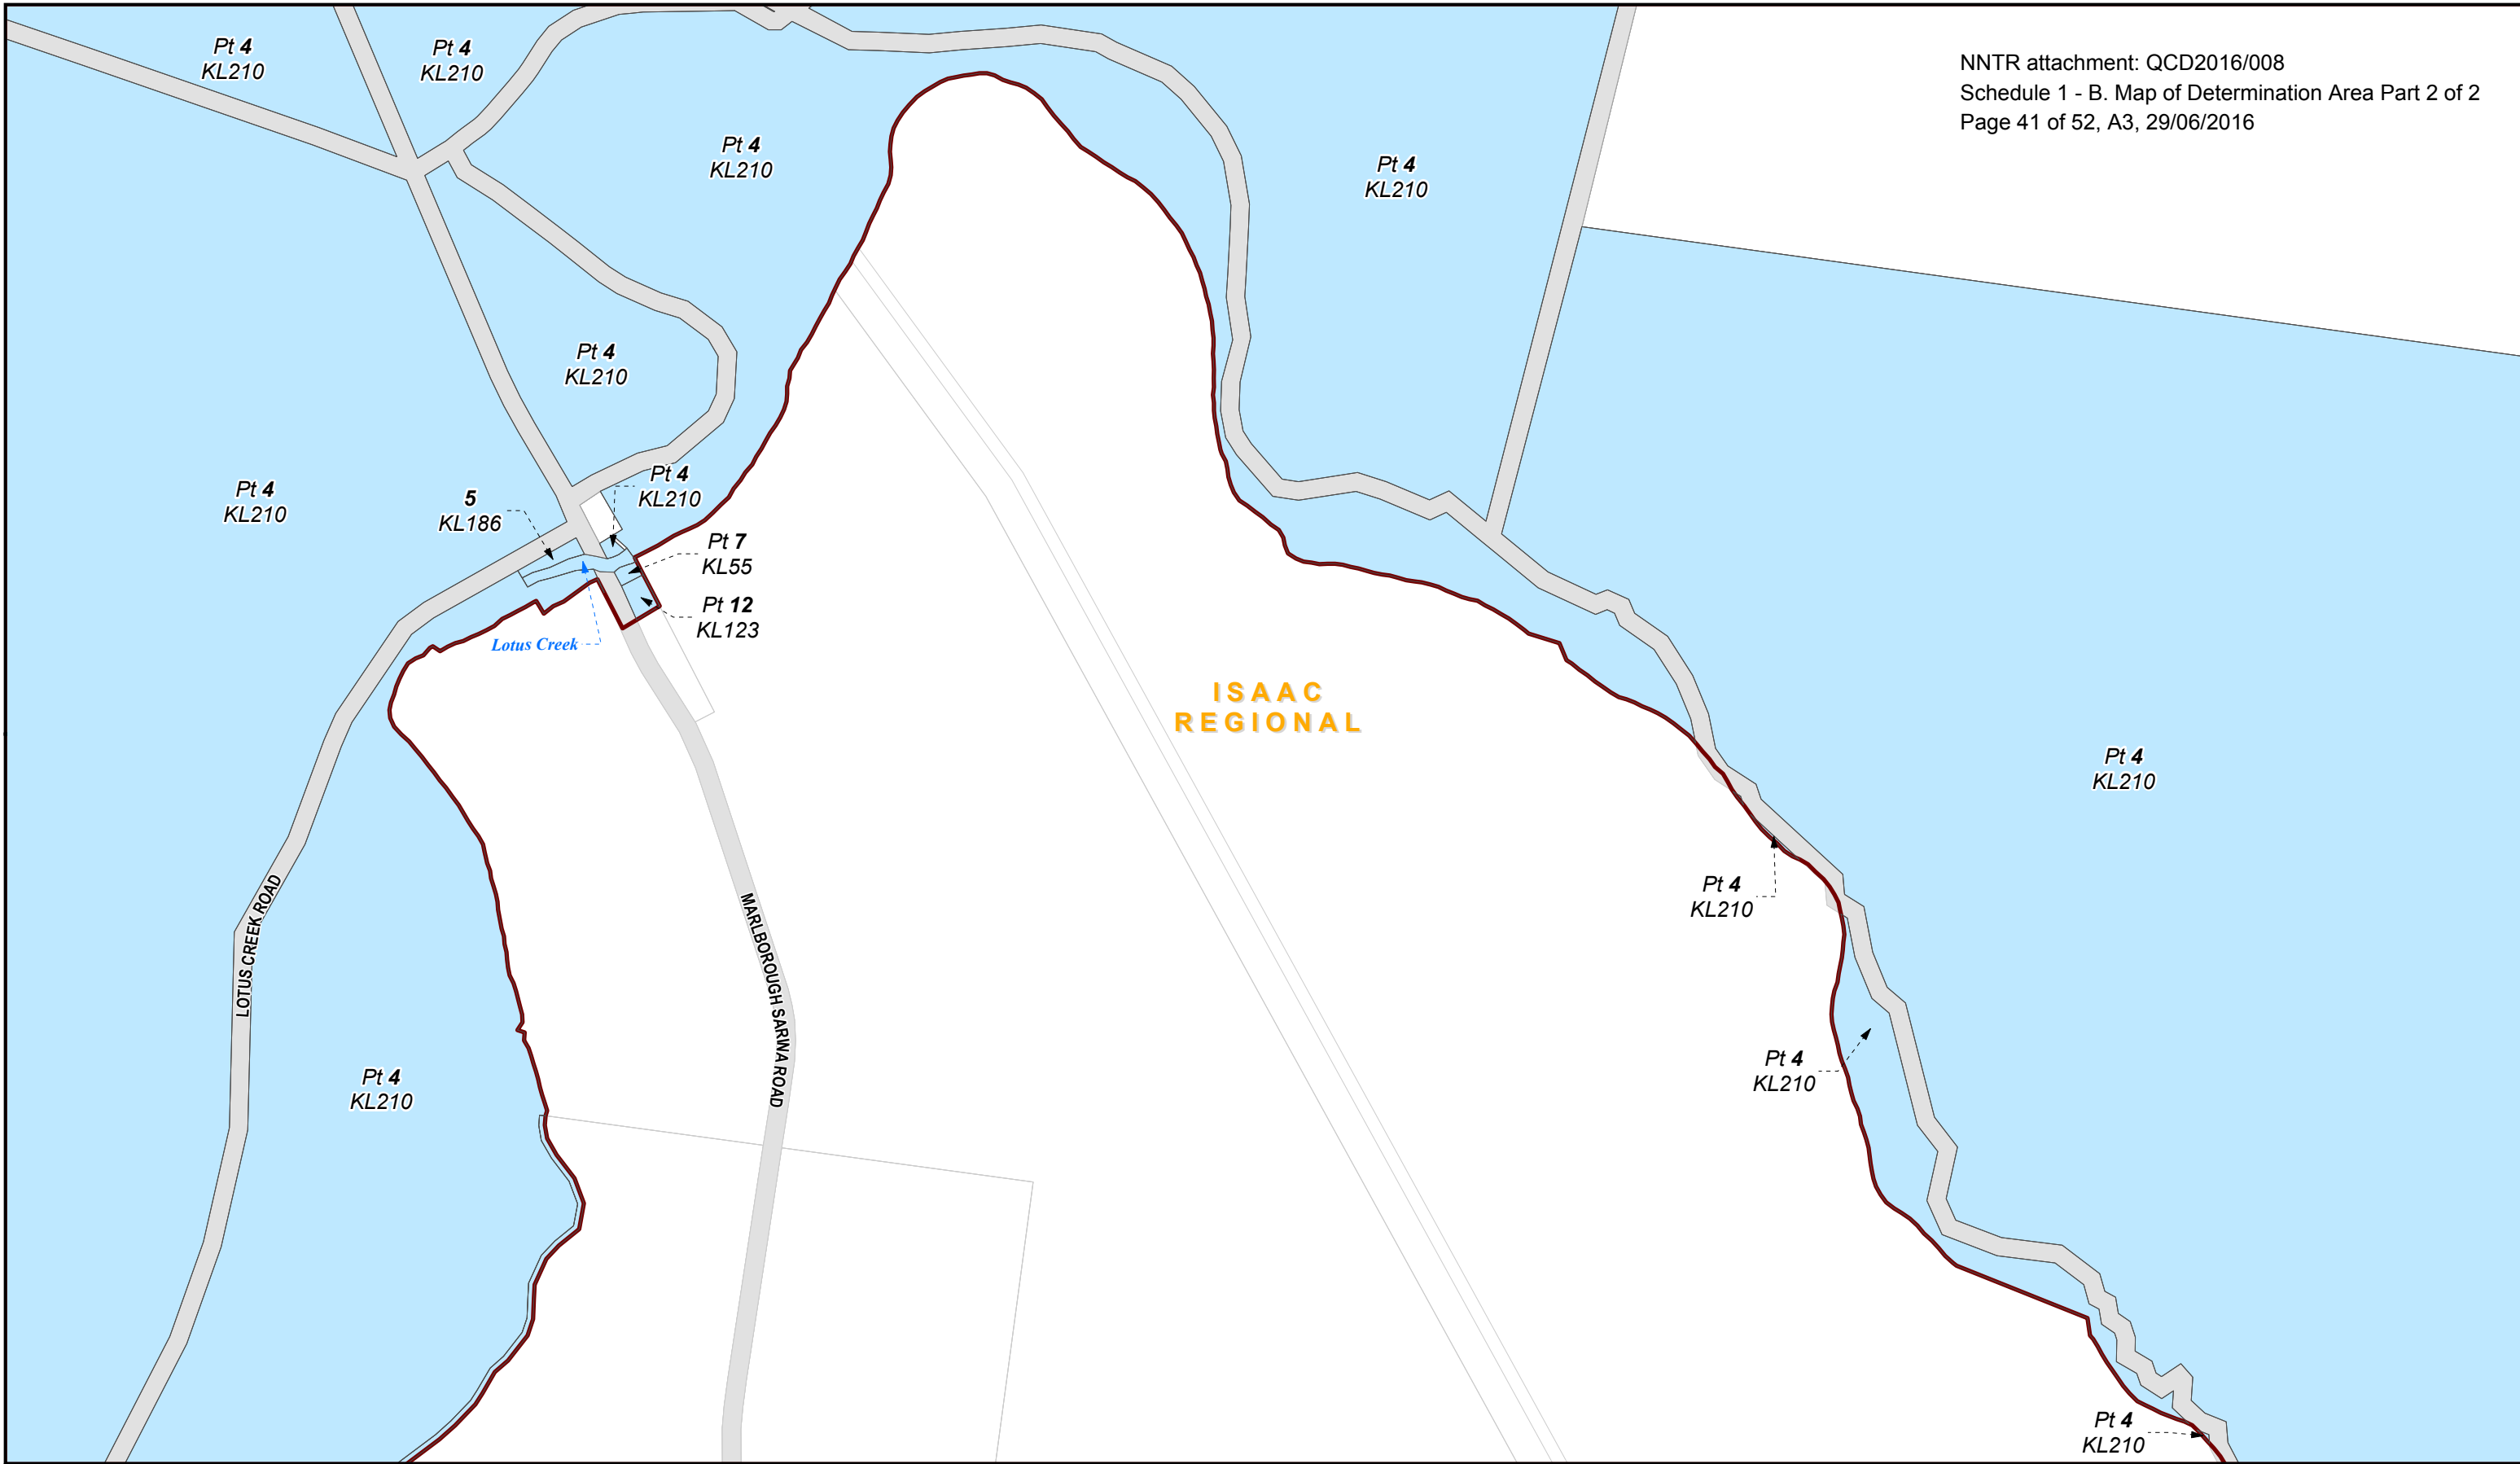 NNTR attachment: QCD2016/008
Schedule 1 - B. Map of Determination Area Part 2 of 2
Page 41 of 52, A3, 29/06/2016
Pt 4
KL210
Pt 4
KL210
Pt 4
KL210
Pt 4
KL210
Pt 4
KL210
Pt 4
KL210
5
KL186
Pt 4
KL210
Pt 7
KL55
Pt 12
KL123
Lotus Creek
ISAAC
REGIONAL
Pt 4
KL210
Pt 4
KL210
LOTUS CREEK ROAD
MARLBOROUGH SARINA ROAD
Pt 4
KL210
Pt 4
KL210
Pt 4
KL210